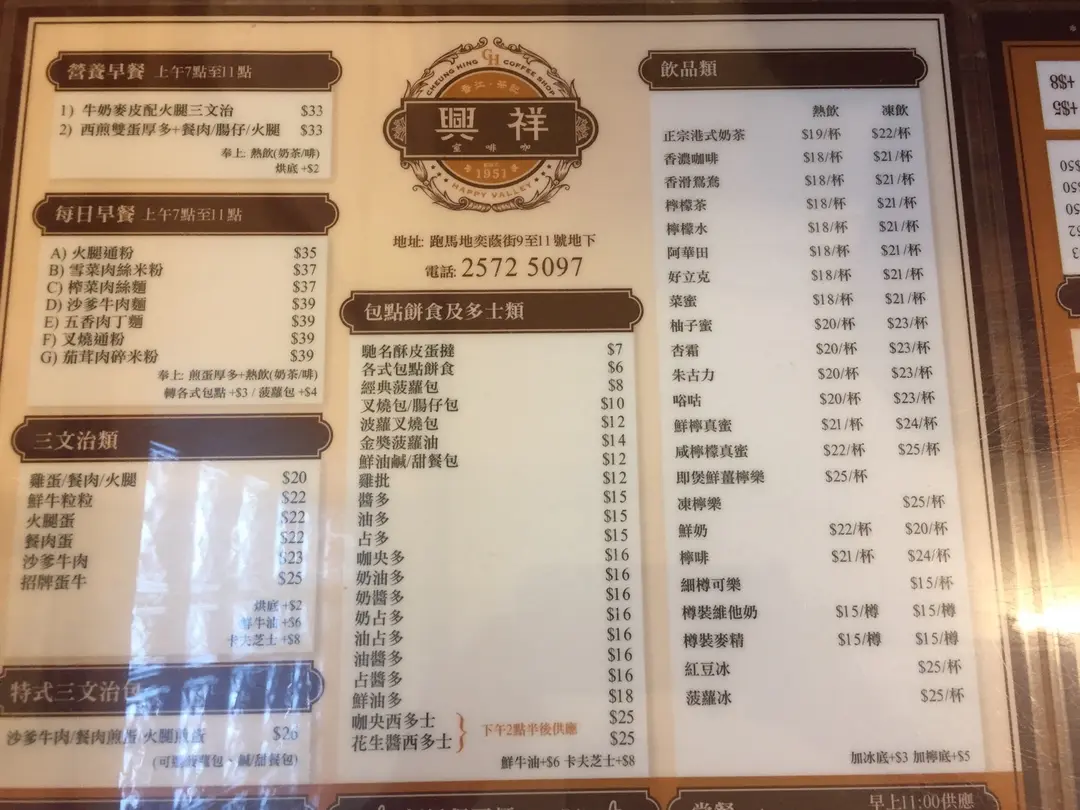 營養早餐 上午7點至11點
1) 牛奶麥皮配火腿三文治 $33
2) 西煎雙蛋厚多+餐肉/腸仔/火腿 $33
奉上: 熱飲(奶茶/啡)
烘底 +$2
每日早餐 上午7點至11點
A) 火腿通粉 $35
B) 雪菜肉絲米粉 $37
C) 榨菜肉絲麵 $37
D) 沙爹牛肉麵 $39
E) 五香肉丁麵 $39
F) 叉燒通粉 $39
G) 茄茸肉碎米粉 $39
奉上: 煎蛋厚多+熱飲(奶茶/啡)
轉各式包點 +$3 / 菠蘿包 +$4
三文治類
雞蛋/餐肉/火腿 $20
鮮牛粒粒 $22
火腿蛋 $22
餐肉蛋 $22
沙爹牛肉 $23
招牌蛋牛 $25
烘底 +$2
鮮牛油 +$6
卡夫芝士 +$8
特式三文治包
沙爹牛肉/餐肉煎蛋/火腿煎蛋 $26
菠蘿包、鹹/甜餐包)
CHEUNG HING COFFEE SHOP
CH
興祥
室啡咖
SINCE
1951
HAPPY VALLEY
地址: 跑馬地奕蔭街9至11號地下
電話: 2572 5097
包點餅食及多士類
馳名酥皮蛋撻 $7
各式包點餅食 $6
經典菠蘿包 $8
叉燒包/腸仔包 $10
菠蘿叉燒包 $12
金獎菠蘿油 $14
鮮油鹹/甜餐包 $12
雞批 $12
醬多 $15
油多 $15
占多 $15
咖央多 $16
奶油多 $16
奶醬多 $16
奶占多 $16
油占多 $16
油醬多 $16
占醬多 $16
鮮油多 $18
咖央西多士 $25
花生醬西多士 $25
下午2點半後供應
鮮牛油+$6 卡夫芝士+$8
飲品類
熱飲 凍飲
正宗港式奶茶 $19/杯 $22/杯
香濃咖啡 $18/杯 $21/杯
香滑鴛鴦 $18/杯 $21/杯
檸檬茶 $18/杯 $21/杯
檸檬水 $18/杯 $21/杯
阿華田 $18/杯 $21/杯
好立克 $18/杯 $21/杯
菜蜜 $18/杯 $21/杯
柚子蜜 $20/杯 $23/杯
杏霜 $20/杯 $23/杯
朱古力 $20/杯 $23/杯
唂咕 $20/杯 $23/杯
鮮檸真蜜 $21/杯 $24/杯
咸檸檬真蜜 $22/杯 $25/杯
即煲鮮薑檸樂 $25/杯
凍檸樂 $25/杯
鮮奶 $22/杯 $20/杯
檸啡 $21/杯 $24/杯
細樽可樂 $15/杯
樽裝維他奶 $15/樽 $15/樽
樽裝麥精 $15/樽 $15/樽
紅豆冰 $25/杯
菠蘿冰 $25/杯
加冰底+$3 加檸底+$5
常餐
早上11:00供應